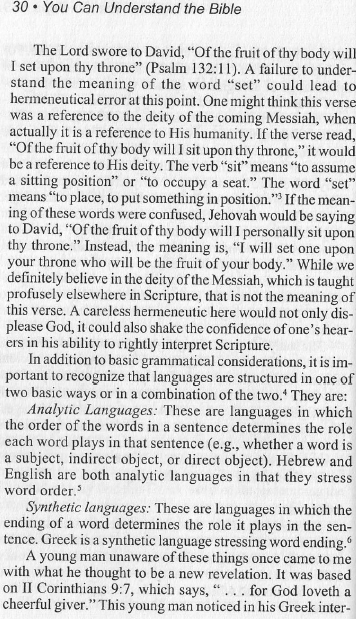 30 • You Can Understand the Bible
The Lord swore to David, “Of the fruit of thy body will
I set upon thy throne” (Psalm 132:11). A failure to under-
stand the meaning of the word “set” could lead to
hermeneutical error at this point. One might think this verse
was a reference to the deity of the coming Messiah, when
actually it is a reference to His humanity. If the verse read,
“Of the fruit of thy body will I sit upon thy throne,” it would
be a reference to His deity. The verb “sit” means “to assume
a sitting position” or “to occupy a seat.” The word “set”
means “to place, to put something in position.”³ If the mean-
ing of these words were confused, Jehovah would be saying
to David, “Of the fruit of thy body will I personally sit upon
thy throne.” Instead, the meaning is, “I will set one upon
your throne who will be the fruit of your body.” While we
definitely believe in the deity of the Messiah, which is taught
profusely elsewhere in Scripture, that is not the meaning of
this verse. A careless hermeneutic here would not only dis-
please God, it could also shake the confidence of one’s hear-
ers in his ability to rightly interpret Scripture.
In addition to basic grammatical considerations, it is im-
portant to recognize that languages are structured in one of
two basic ways or in a combination of the two.⁴ They are:
Analytic Languages: These are languages in which
the order of the words in a sentence determines the role
each word plays in that sentence (e.g., whether a word is
a subject, indirect object, or direct object). Hebrew and
English are both analytic languages in that they stress
word order.⁵
Synthetic languages: These are languages in which the
ending of a word determines the role it plays in the sen-
tence. Greek is a synthetic language stressing word ending.⁶
A young man unaware of these things once came to me
with what he thought to be a new revelation. It was based
on II Corinthians 9:7, which says, “ . . . for God loveth a
cheerful giver.” This young man noticed in his Greek inter-